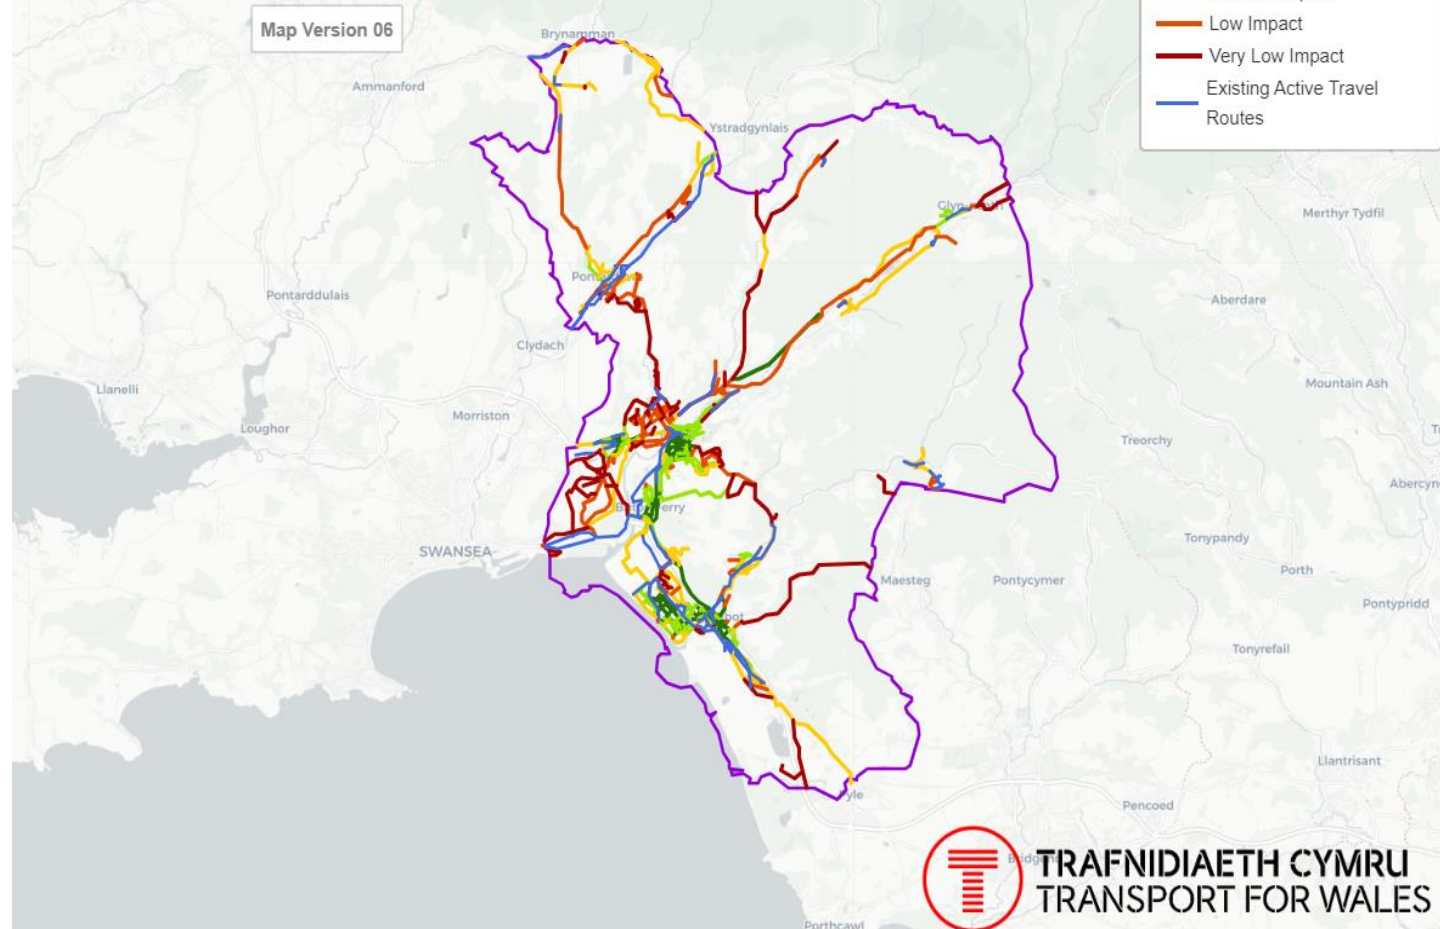 Map Version 06
Low Impact
Very Low Impact
Existing Active Travel
Routes
Brynamman
Ammanford
Ystradgynlais
Merthyr Tydfil
Pontarddulais
Aberdare
Clydach
Llanelli
Mountain Ash
Morriston
Loughor
Treorchy
SWANSEA
Tonypandy
Porth
Maesteg
Pontycymer
Pontypridd
Tonyrefail
Llantrisant
Pencoed
Porthcawl
TRAFNIDIAETH CYMRU
TRANSPORT FOR WALES